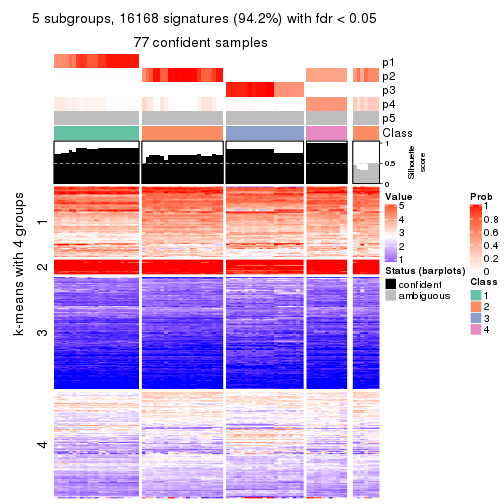 5 subgroups, 16168 signatures (94.2%) with fdr < 0.05
77 confident samples
p1
p2
p3
p4
p5
Class
1
0.5
0
Silhouette
score
k-means with 4 groups
1
2
3
4
Value
5
4
3
2
1
Status (barplots)
confident
ambiguous
Prob
1
0.8
0.6
0.4
0.2
0
Class
1
2
3
4